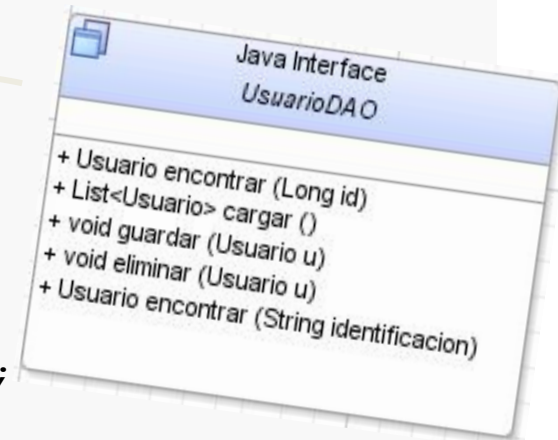 Java Interface
UsuarioDAO
+ Usuario encontrar (Long id)
+ List<Usuario> cargar ()
+ void guardar (Usuario u)
+ void eliminar (Usuario u)
+ Usuario encontrar (String identificacion)
;